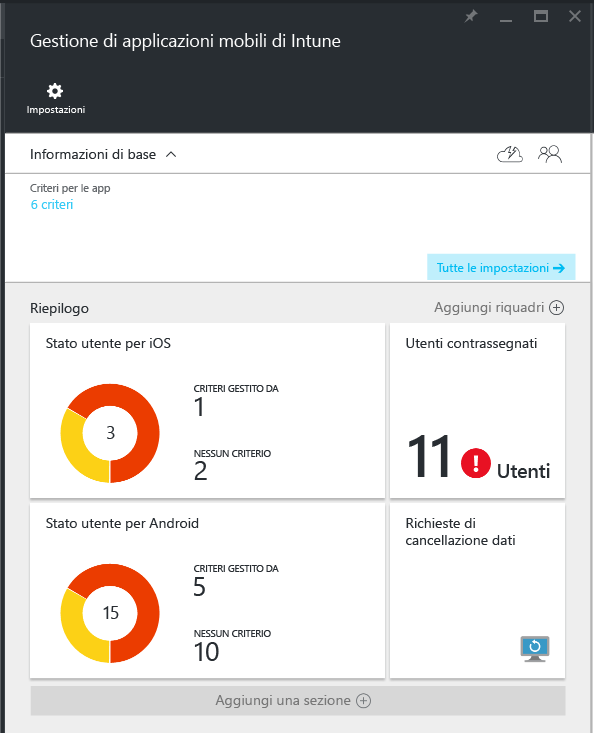 Gestione di applicazioni mobili di Intune
Impostazioni
Informazioni di base
Criteri per le app
6 criteri
Tutte le impostazioni
Riepilogo
Aggiungi riquadri
Stato utente per iOS
3
CRITERI GESTITO DA
1
NESSUN CRITERIO
2
Utenti contrassegnati
11 ! Utenti
Stato utente per Android
15
CRITERI GESTITO DA
5
NESSUN CRITERIO
10
Richieste di
cancellazione dati
Aggiungi una sezione